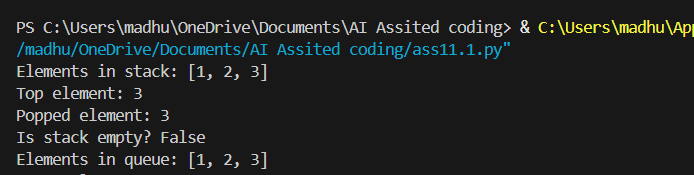 PS C:\Users\madhu\OneDrive\Documents\AI Assited coding> & C:\Users\madhu\App
/madhu/OneDrive/Documents/AI Assited coding/ass11.1.py"
Elements in stack: [1, 2, 3]
Top element: 3
Popped element: 3
Is stack empty? False
Elements in queue: [1, 2, 3]